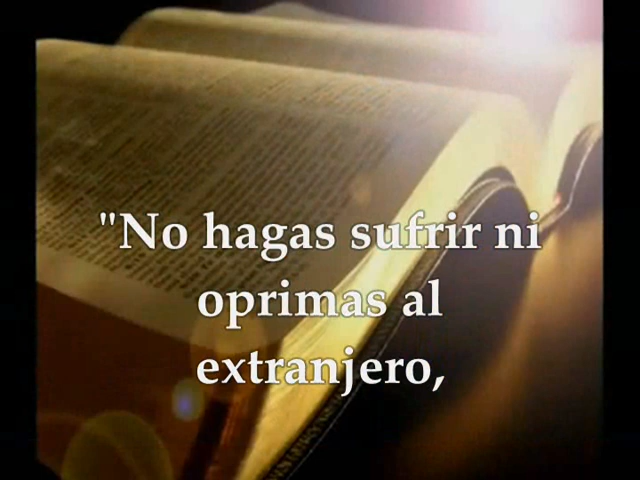 "No hagas sufrir ni
oprimas al
extranjero,